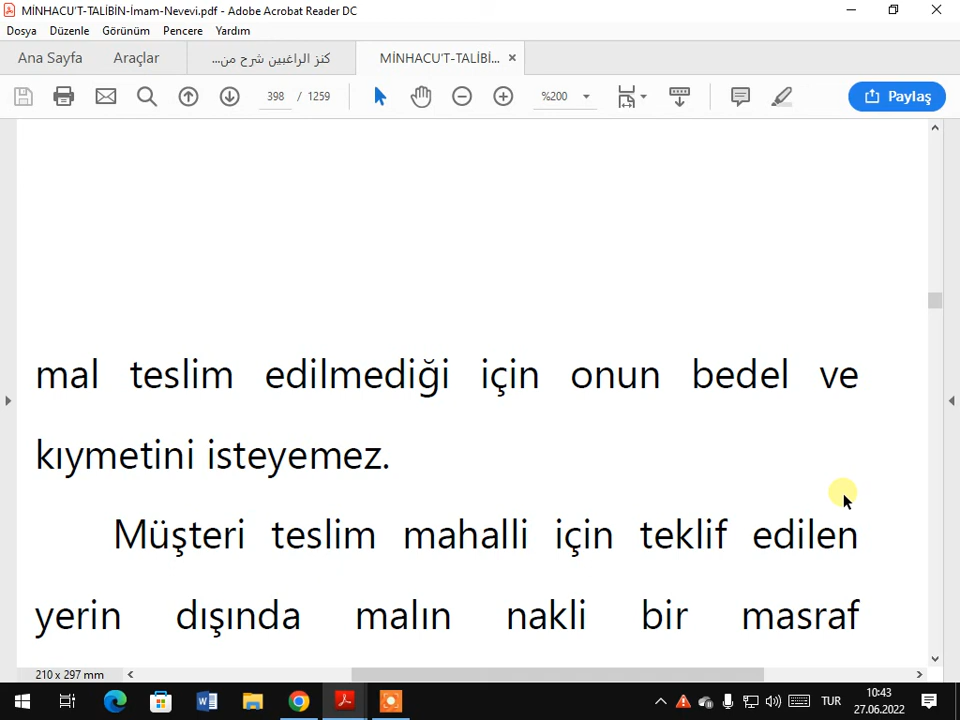 MİNHACU'T-TALİBİN-İmam-Nevevi.pdf - Adobe Acrobat Reader DC
Dosya Düzenle Görünüm Pencere Yardım
Ana Sayfa Araçlar كنز الراغبين شرح من... MİNHACU'T-TALİBİ...
398 / 1259 %200 Paylaş
mal teslim edilmediği için onun bedel ve
kıymetini isteyemez.
Müşteri teslim mahalli için teklif edilen
yerin dışında malın nakli bir masraf
210 x 297 mm
TUR 10:43
27.06.2022